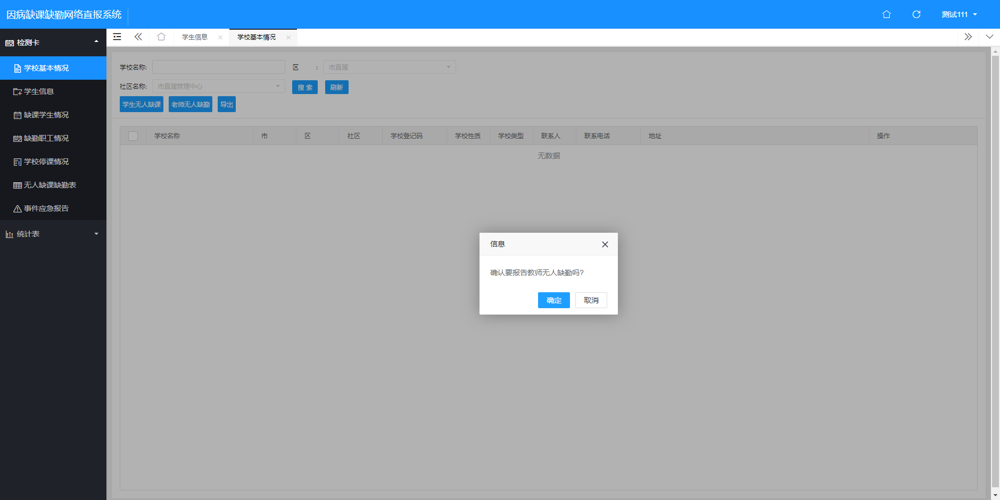 因病缺课缺勤网络直报系统
测试111
检测卡
学生信息
学校基本情况
学校基本情况
学生信息
缺课学生情况
缺勤职工情况
学校停课情况
无人缺课缺勤表
事件应急报告
统计表
学校名称:
区 :
市直属
社区名称:
市直属管理中心
搜 索
刷新
学生无人缺课
老师无人缺勤
导出
学校名称 市 区 社区 学校登记码 学校性质 学校类型 联系人 联系电话 地址 操作
无数据
信息
确认要报告教师无人缺勤吗?
确定
取消